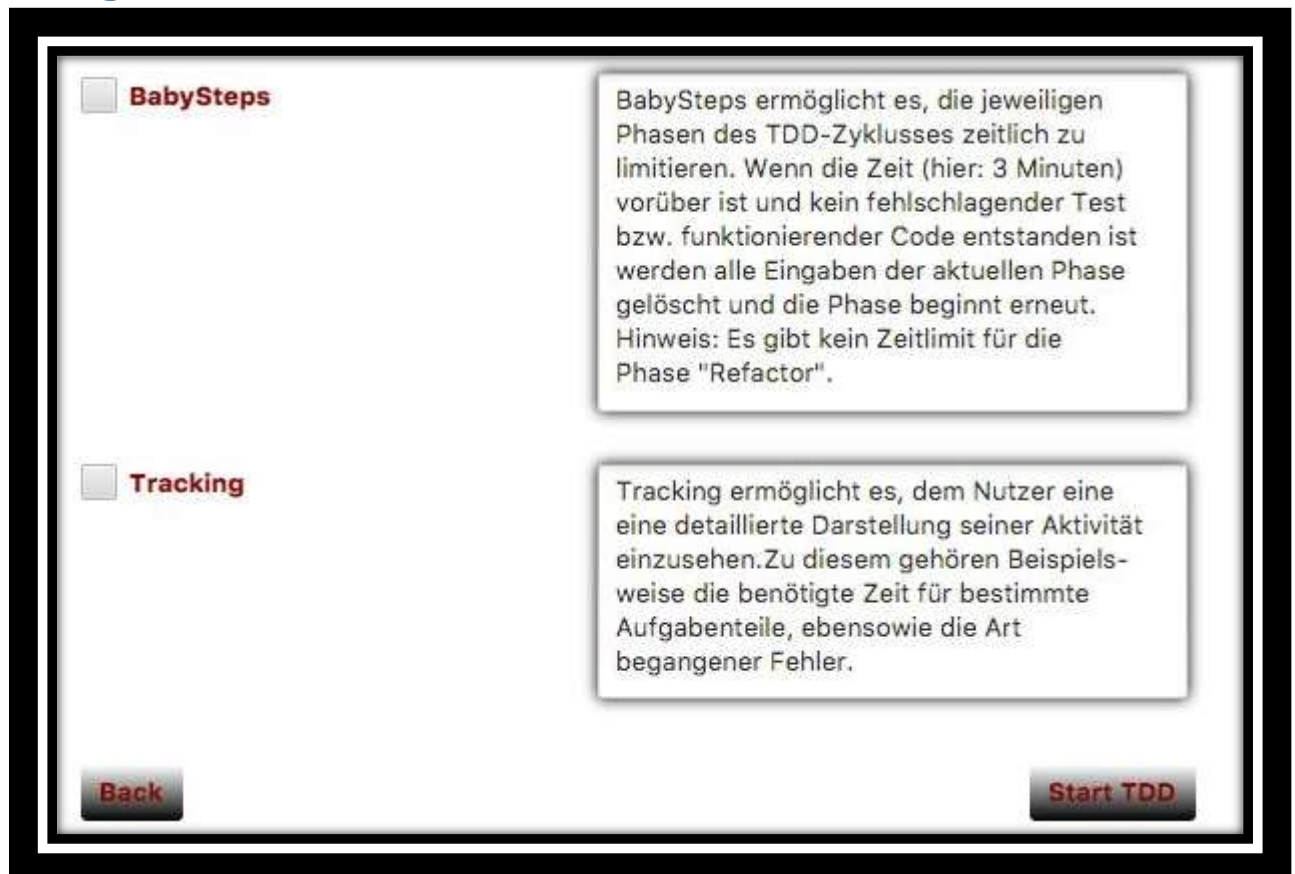 BabySteps
BabySteps ermöglicht es, die jeweiligen
Phasen des TDD-Zyklusses zeitlich zu
limitieren. Wenn die Zeit (hier: 3 Minuten)
vorüber ist und kein fehlschlagender Test
bzw. funktionierender Code entstanden ist
werden alle Eingaben der aktuellen Phase
gelöscht und die Phase beginnt erneut.
Hinweis: Es gibt kein Zeitlimit für die
Phase "Refactor".
Tracking
Tracking ermöglicht es, dem Nutzer eine
eine detaillierte Darstellung seiner Aktivität
einzusehen.Zu diesem gehören Beispiels-
weise die benötigte Zeit für bestimmte
Aufgabenteile, ebensowie die Art
begangener Fehler.
Back
Start TDD